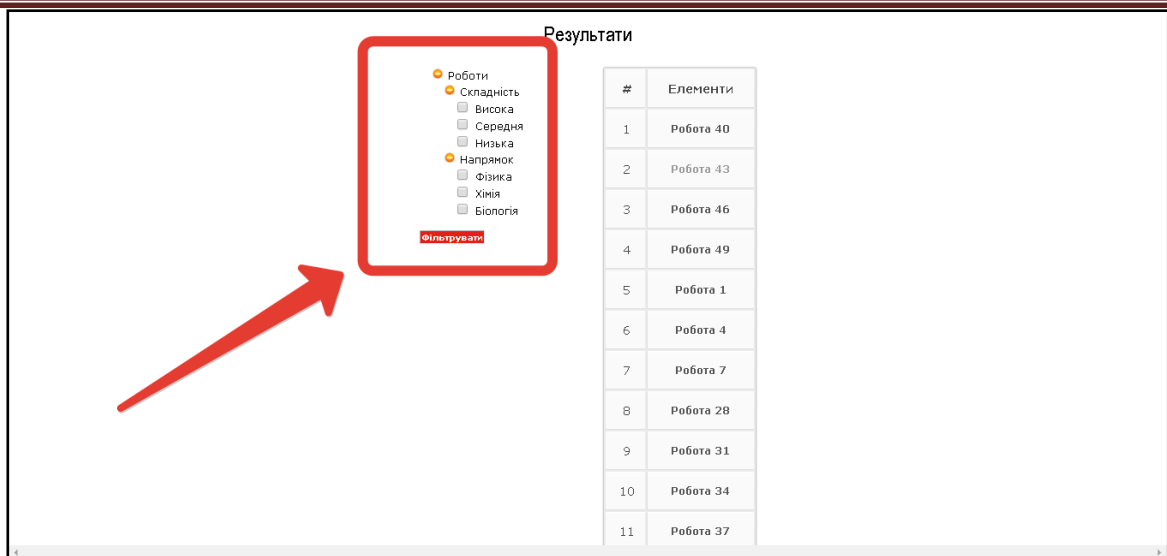 Результати
Роботи
Складність
Висока
Середня
Низька
Напрямок
Фізика
Хімія
Біологія
Фільтрувати
# Елементи
1 Робота 40
2 Робота 43
3 Робота 46
4 Робота 49
5 Робота 1
6 Робота 4
7 Робота 7
8 Робота 28
9 Робота 31
10 Робота 34
11 Робота 37